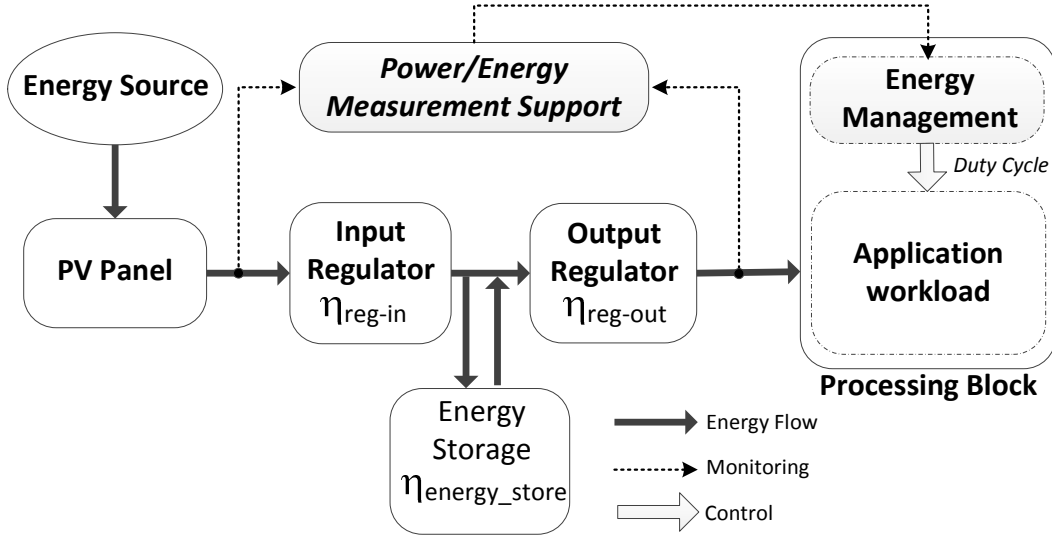 Energy Source
Power/Energy
Measurement Support
Energy
Management
Duty Cycle
PV Panel
Input
Regulator
ηreg-in
Output
Regulator
ηreg-out
Application
workload
Processing Block
Energy
Storage
ηenergy_store
Energy Flow
Monitoring
Control